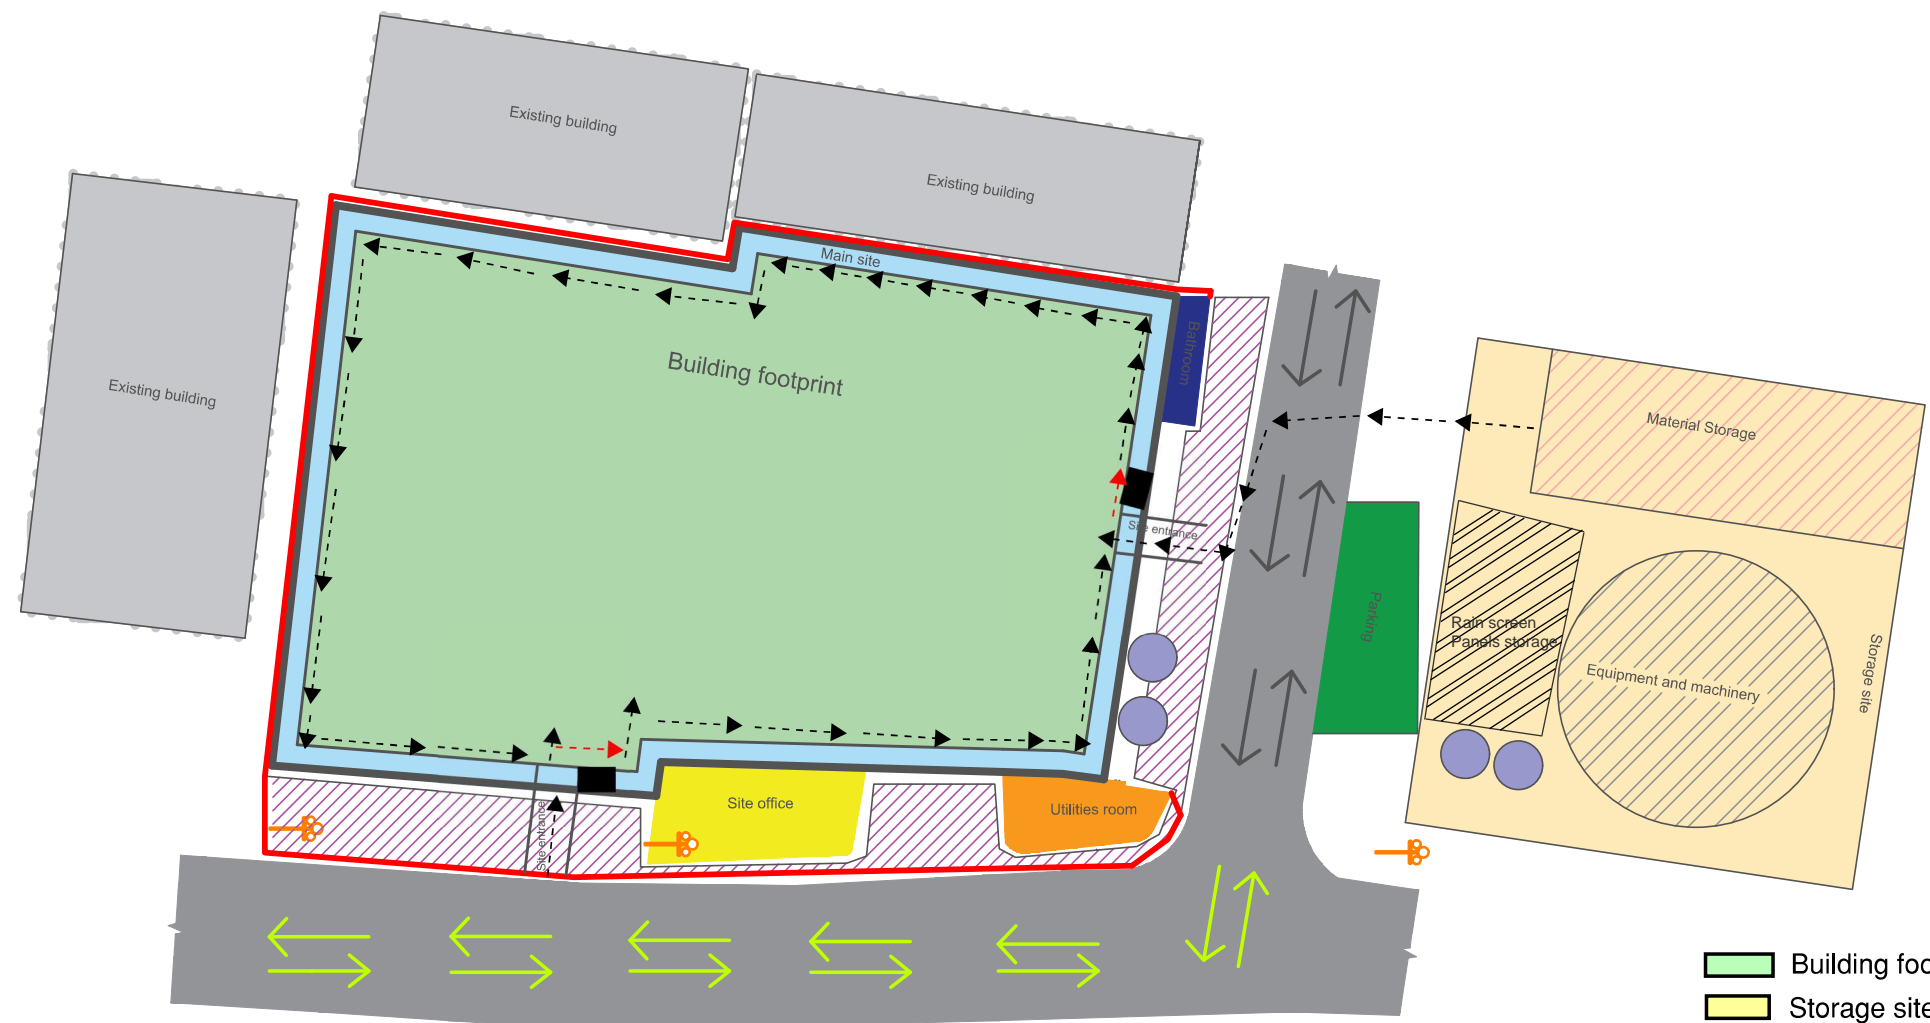 Existing building
Existing building
Existing building
Main site
Building footprint
Bathroom
Material Storage
Site entrance
Parking
Rain screen
Panels storage
Equipment and machinery
Storage site
Site office
Utilities room
Site entrance
Building foo
Storage site